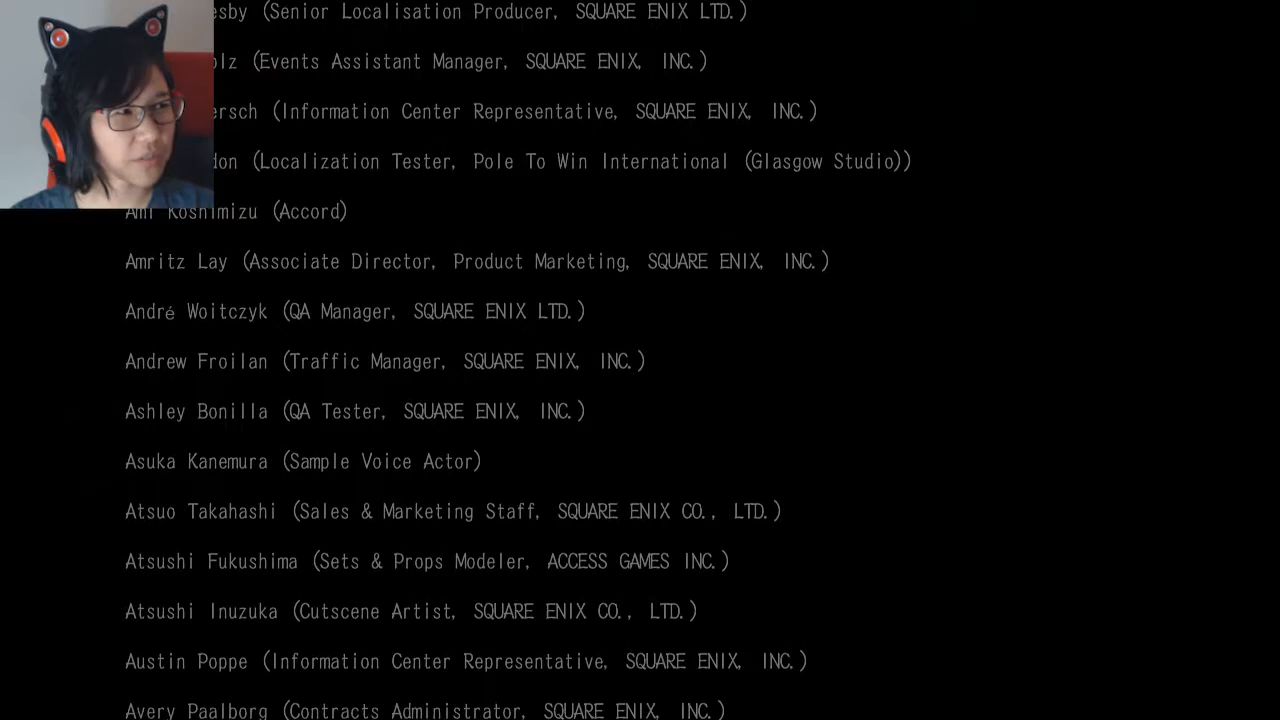 esby (Senior Localisation Producer, SQUARE ENIX LTD.)
olz (Events Assistant Manager, SQUARE ENIX, INC.)
ersch (Information Center Representative, SQUARE ENIX, INC.)
don (Localization Tester, Pole To Win International (Glasgow Studio))
Ami Koshimizu (Accord)
Amritz Lay (Associate Director, Product Marketing, SQUARE ENIX, INC.)
André Woitczyk (QA Manager, SQUARE ENIX LTD.)
Andrew Froilan (Traffic Manager, SQUARE ENIX, INC.)
Ashley Bonilla (QA Tester, SQUARE ENIX, INC.)
Asuka Kanemura (Sample Voice Actor)
Atsuo Takahashi (Sales & Marketing Staff, SQUARE ENIX CO., LTD.)
Atsushi Fukushima (Sets & Props Modeler, ACCESS GAMES INC.)
Atsushi Inuzuka (Cutscene Artist, SQUARE ENIX CO., LTD.)
Austin Poppe (Information Center Representative, SQUARE ENIX, INC.)
Avery Paalborg (Contracts Administrator, SQUARE ENIX, INC.)